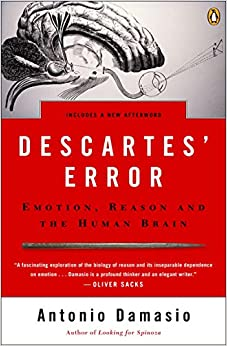 INCLUDES A NEW AFTERWORD
DESCARTES'
ERROR
EMOTION, REASON AND
THE HUMAN BRAIN
"A fascinating exploration of the biology of reason and its inseparable dependence
on emotion . . . Damasio is a profound thinker and an elegant writer."
—OLIVER SACKS
Antonio Damasio
Author of Looking for Spinoza